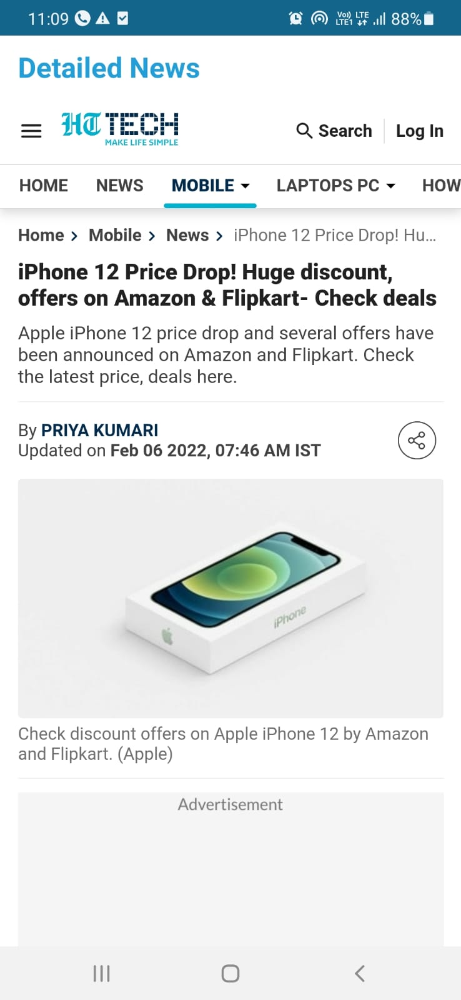 11:09
Vo)) LTE
LTE1
88%
Detailed News
HT TECH
MAKE LIFE SIMPLE
Search
Log In
HOME NEWS MOBILE LAPTOPS PC HOW
Home > Mobile > News > iPhone 12 Price Drop! Hu...
iPhone 12 Price Drop! Huge discount,
offers on Amazon & Flipkart- Check deals
Apple iPhone 12 price drop and several offers have
been announced on Amazon and Flipkart. Check
the latest price, deals here.
By PRIYA KUMARI
Updated on Feb 06 2022, 07:46 AM IST
iPhone
Check discount offers on Apple iPhone 12 by Amazon
and Flipkart. (Apple)
Advertisement